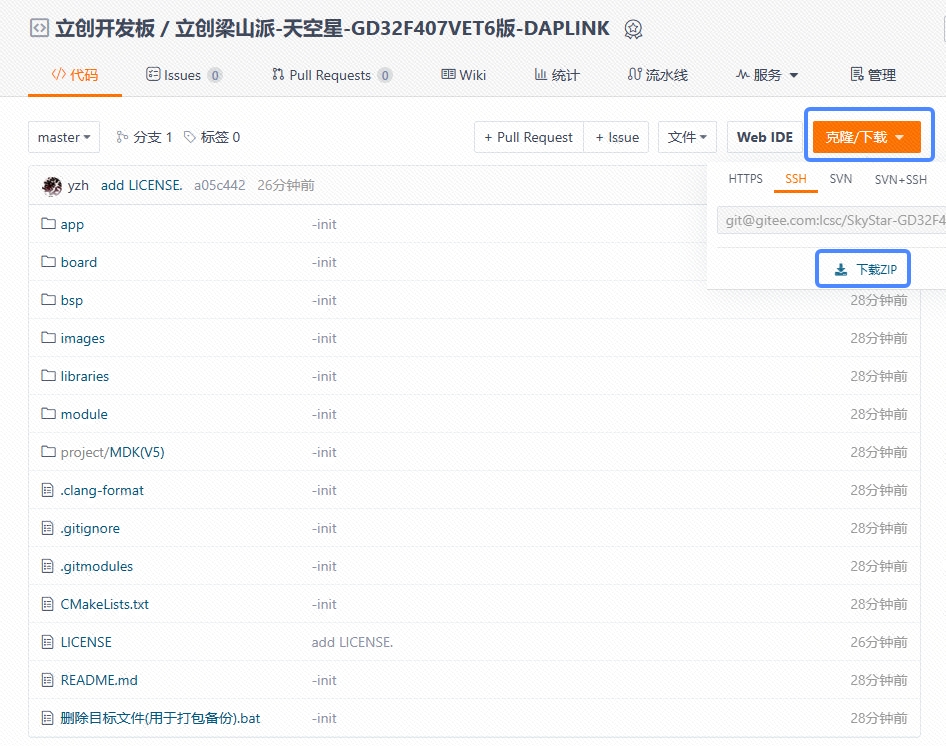 立创开发板 / 立创梁山派-天空星-GD32F407VET6版-DAPLINK
代码 Issues 0 Pull Requests 0 Wiki 统计 流水线 服务 管理
master 分支 1 标签 0 + Pull Request + Issue 文件 Web IDE 克隆/下载
HTTPS SSH SVN SVN+SSH
git@gitee.com:lcsc/SkyStar-GD32F4
下载ZIP
yzh add LICENSE. a05c442 26分钟前
app -init
board -init
bsp -init 28分钟前
images -init 28分钟前
libraries -init 28分钟前
module -init 28分钟前
project/MDK(V5) -init 28分钟前
.clang-format -init 28分钟前
.gitignore -init 28分钟前
.gitmodules -init 28分钟前
CMakeLists.txt -init 28分钟前
LICENSE add LICENSE. 26分钟前
README.md -init 28分钟前
删除目标文件(用于打包备份).bat -init 28分钟前